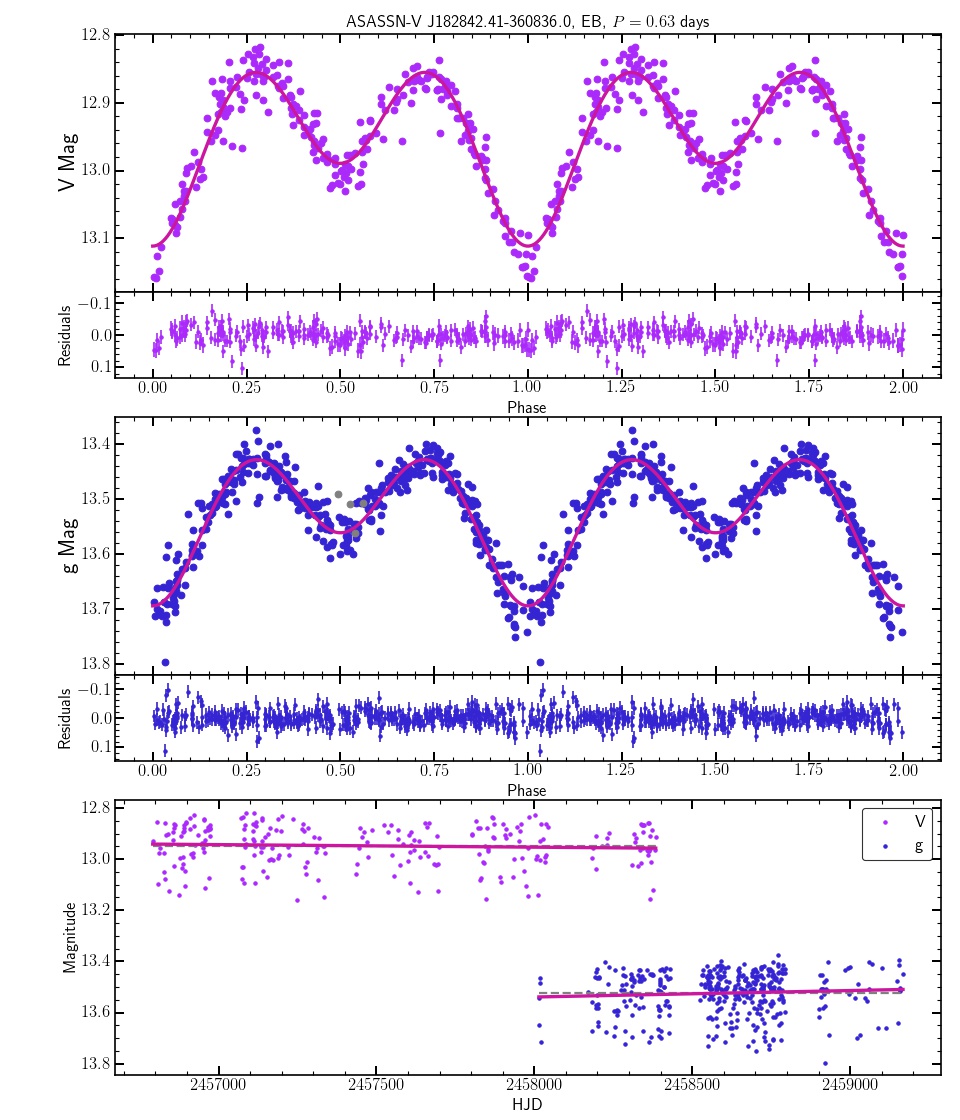 ASASSN-V J182842.41-360836.0, EB, P = 0.63 days
12.8
12.9
13.0
13.1
V Mag
−0.1
0.0
0.1
Residuals
0.00 0.25 0.50 0.75 1.00 1.25 1.50 1.75 2.00
Phase
13.4
13.5
13.6
13.7
13.8
g Mag
−0.1
0.0
0.1
Residuals
0.00 0.25 0.50 0.75 1.00 1.25 1.50 1.75 2.00
Phase
12.8
13.0
13.2
13.4
13.6
13.8
Magnitude
V
g
2457000 2457500 2458000 2458500 2459000
HJD